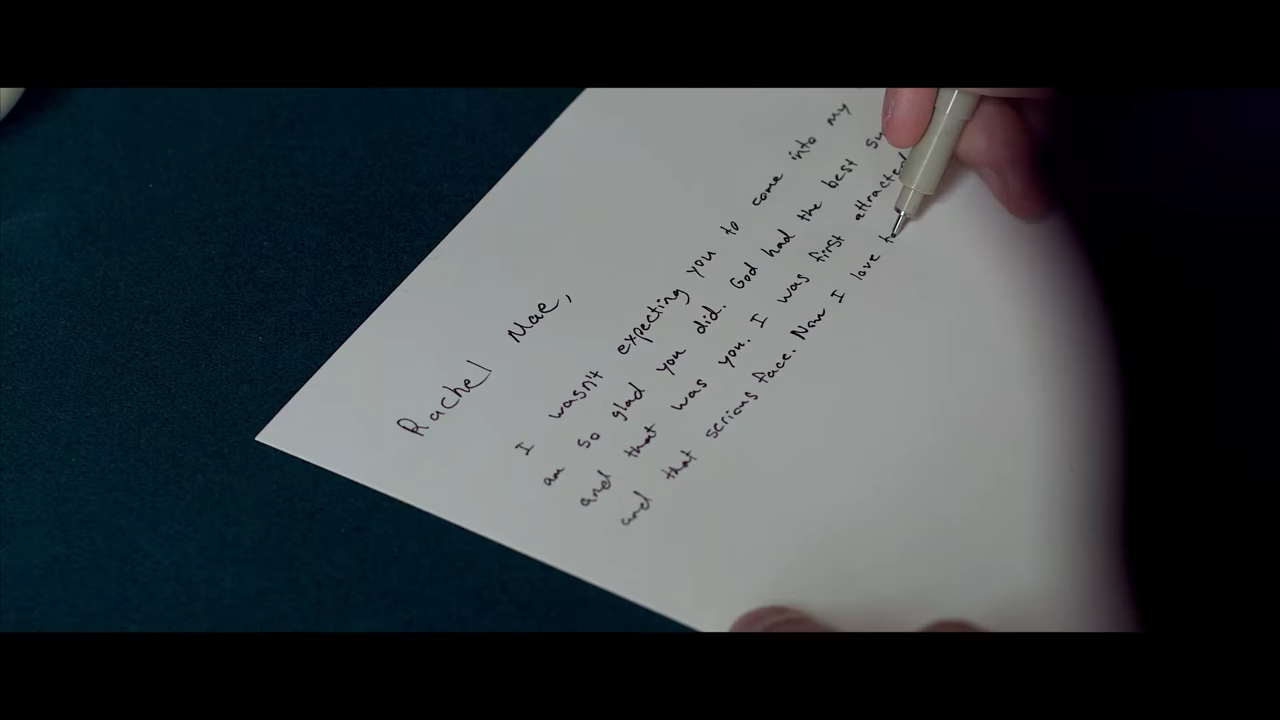 Rachel Mae,
I wasn't expecting you to come into my
am so glad you did. God had the best
and that was you. I was first attracted
and that serious face. Now I love